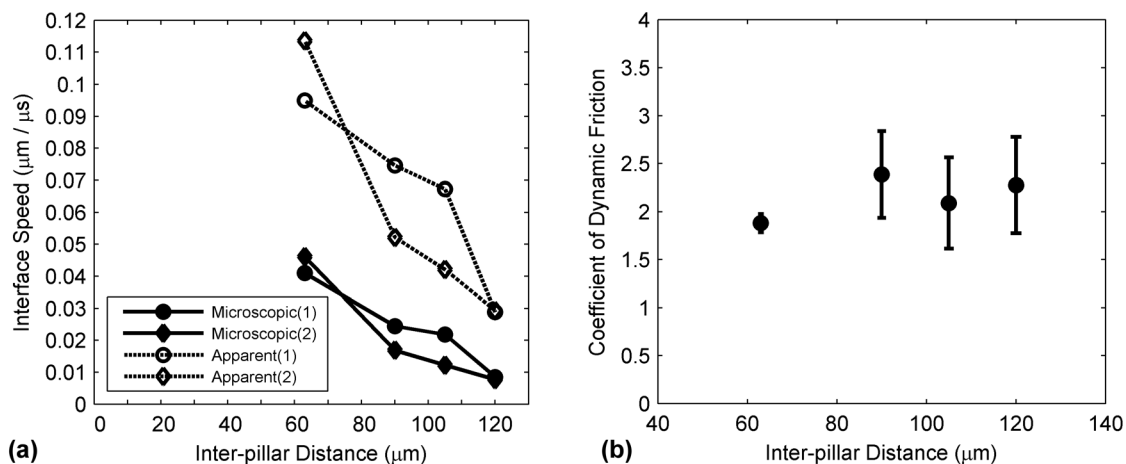 0.12
0.11
0.1
0.09
0.08
0.07
0.06
0.05
0.04
0.03
0.02
0.01
0
Interface Speed (μm / μs)
Microscopic(1)
Microscopic(2)
Apparent(1)
Apparent(2)
0 20 40 60 80 100 120
Inter-pillar Distance (μm)
(a)
4
3.5
3
2.5
2
1.5
1
0.5
0
Coefficient of Dynamic Friction
40 60 80 100 120 140
Inter-pillar Distance (μm)
(b)